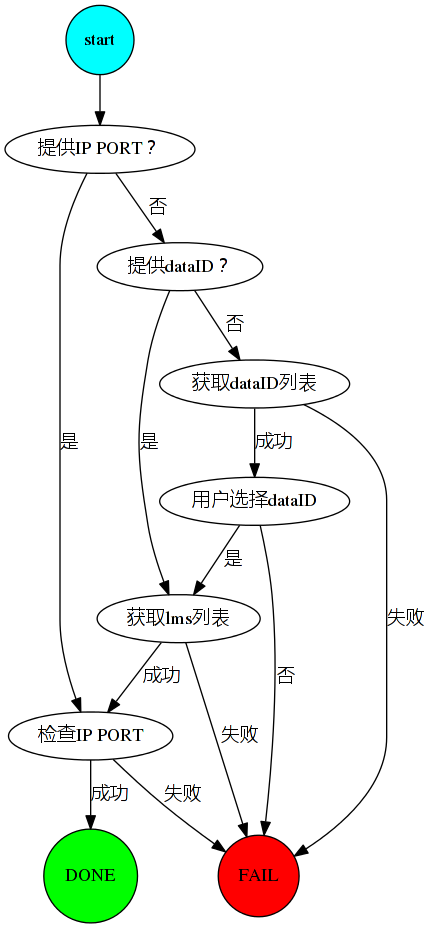 start
提供IP PORT？
否
提供dataID？
否
获取dataID列表
是
是
成功
用户选择dataID
是
获取lms列表
失败
成功
否
检查IP PORT
失败
成功
失败
DONE
FAIL